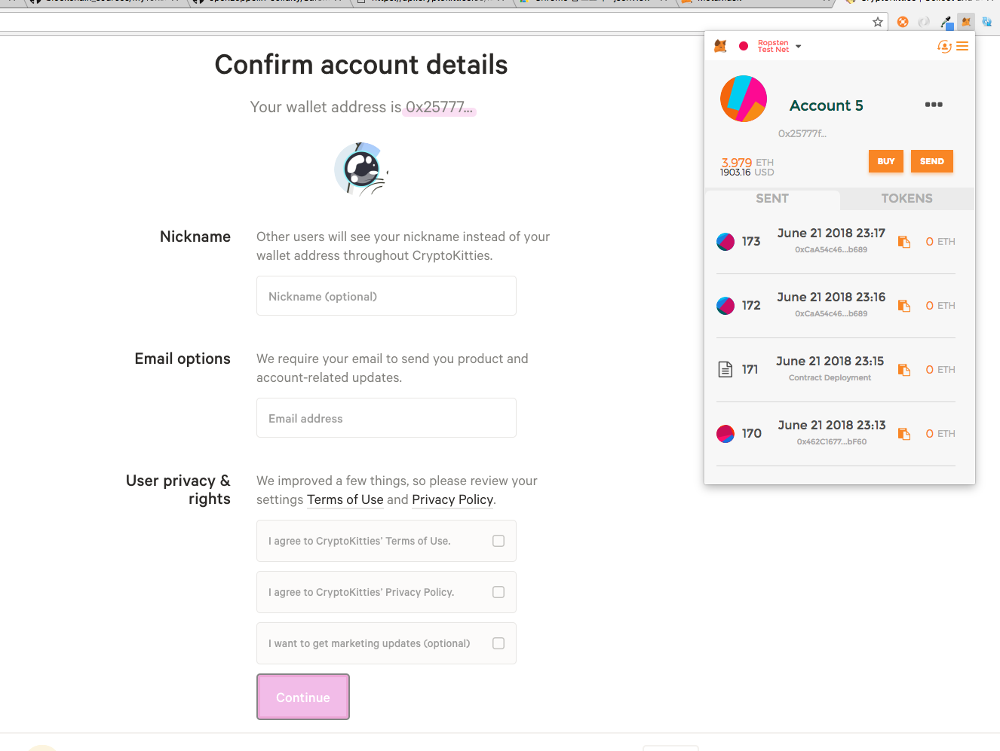 Confirm account details
Your wallet address is 0x25777...
Nickname
Other users will see your nickname instead of your
wallet address throughout CryptoKitties.
Nickname (optional)
Email options
We require your email to send you product and
account-related updates.
Email address
User privacy &
rights
We improved a few things, so please review your
settings Terms of Use and Privacy Policy.
I agree to CryptoKitties' Terms of Use.
I agree to CryptoKitties' Privacy Policy.
I want to get marketing updates (optional)
Continue
Ropsten
Test Net
Account 5
0x25777f...
3.979 ETH
1903.16 USD
BUY
SEND
SENT
TOKENS
173
June 21 2018 23:17
0xCaA54c46...b689
0 ETH
172
June 21 2018 23:16
0xCaA54c46...b689
0 ETH
171
June 21 2018 23:15
Contract Deployment
0 ETH
170
June 21 2018 23:13
0x462C1677...bF60
0 ETH